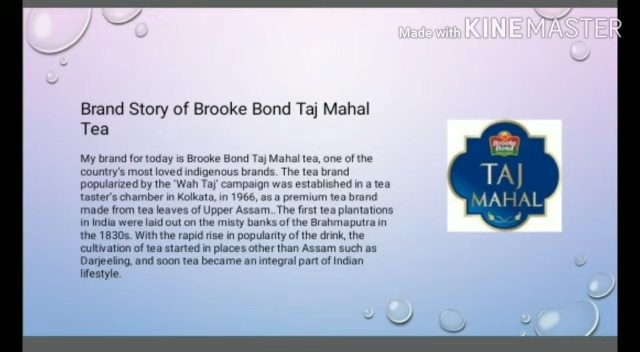 Made with KINEMASTER
Brand Story of Brooke Bond Taj Mahal
Tea
My brand for today is Brooke Bond Taj Mahal tea, one of the
country's most loved indigenous brands. The tea brand
popularized by the 'Wah Taj' campaign was established in a tea
taster's chamber in Kolkata, in 1966, as a premium tea brand
made from tea leaves of Upper Assam..The first tea plantations
in India were laid out on the misty banks of the Brahmaputra in
the 1830s. With the rapid rise in popularity of the drink, the
cultivation of tea started in places other than Assam such as
Darjeeling, and soon tea became an integral part of Indian
lifestyle.
Brooke
Bond
TAJ
MAHAL